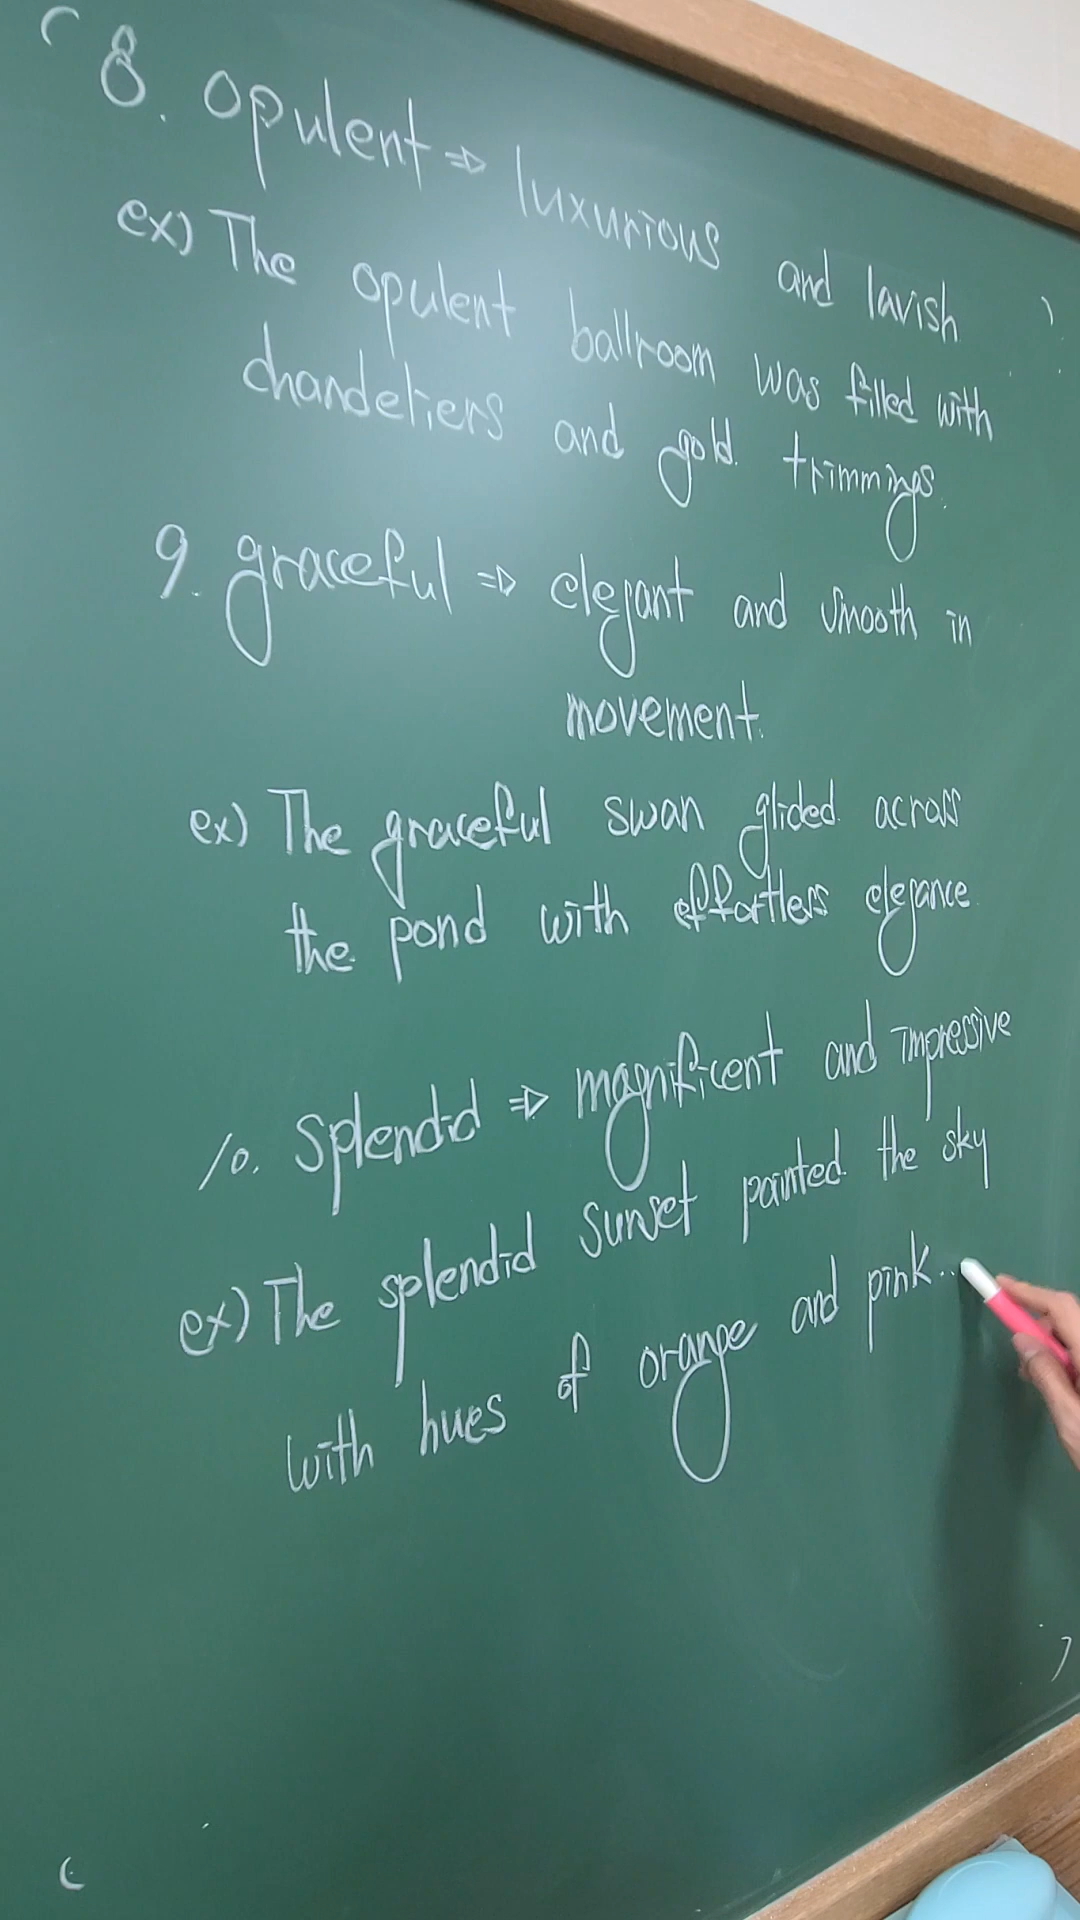 8. opulent ⇒ luxurious and lavish
ex) The opulent ballroom was filled with
chandeliers and gold trimmings.
9. graceful ⇒ elegant and smooth in
movement.
ex) The graceful swan glided across
the pond with effortless elegance.
10. Splendid ⇒ magnificent and impressive
ex) The splendid sunset painted the sky
with hues of orange and pink..